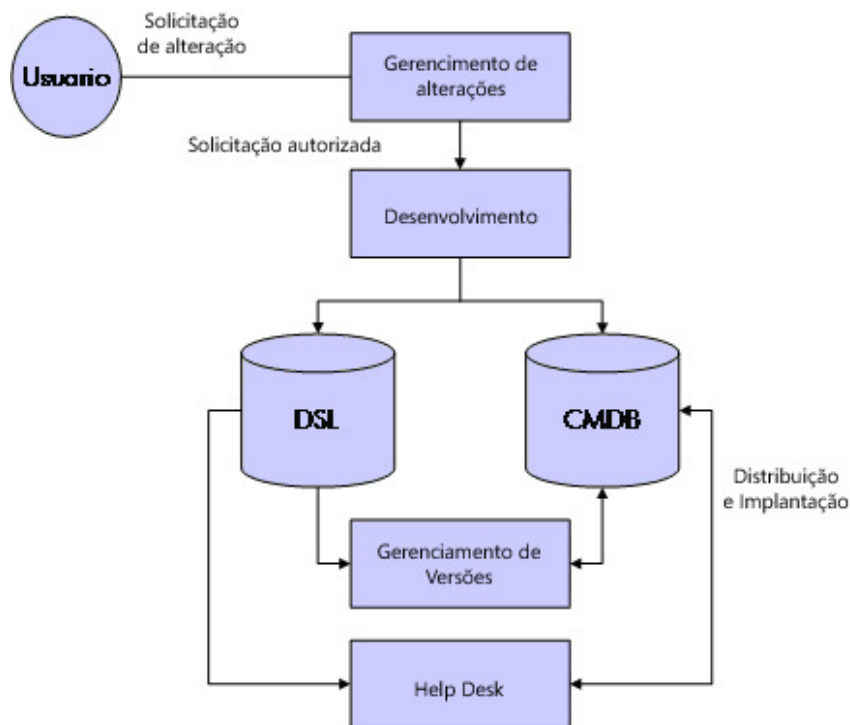 Solicitação
de alteração
Usuario
Gerencimento de
alterações
Solicitação autorizada
Desenvolvimento
DSL
CMDB
Distribuição
e Implantação
Gerenciamento de
Versões
Help Desk